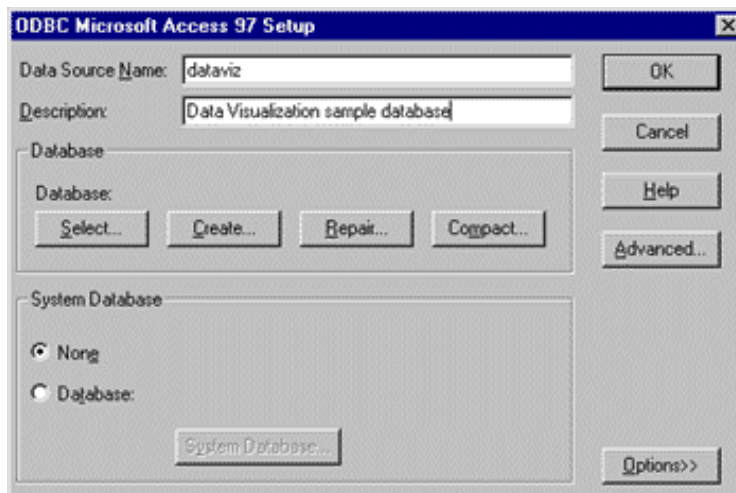 ODBC Microsoft Access 97 Setup
Data Source Name: dataviz
OK
Description: Data Visualization sample database
Cancel
Database
Help
Database:
Select... Create... Repair... Compact...
Advanced...
System Database
None
Database:
System Database...
Options>>